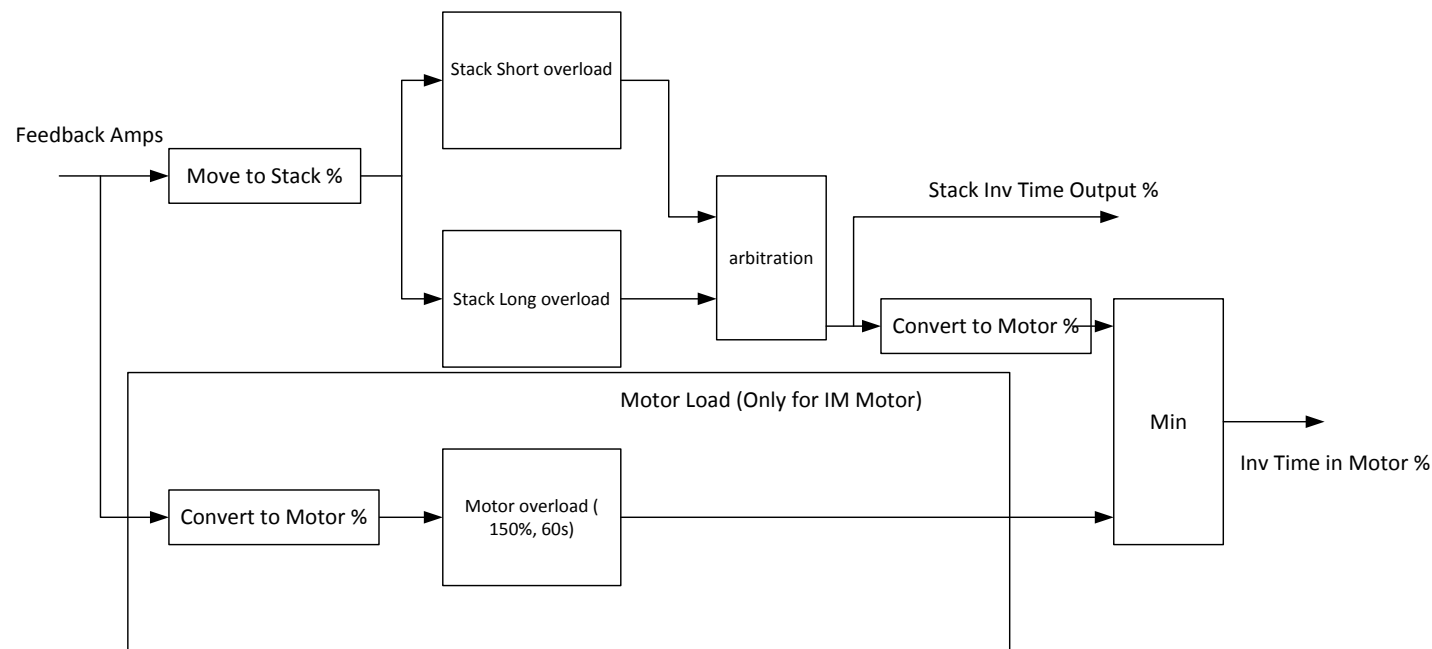 Stack Short overload
Feedback Amps
Move to Stack %
Stack Inv Time Output %
arbitration
Stack Long overload
Convert to Motor %
Motor Load (Only for IM Motor)
Min
Inv Time in Motor %
Convert to Motor %
Motor overload (
150%, 60s)